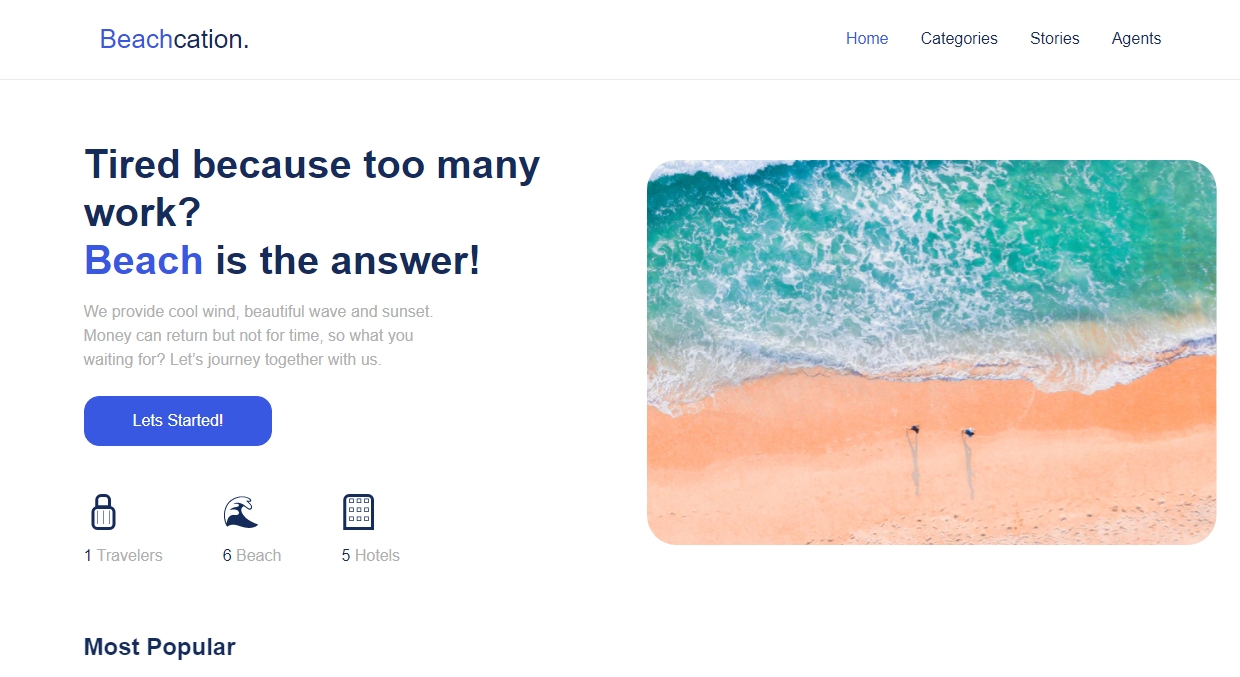 Beachcation.
Home Categories Stories Agents
Tired because too many
work?
Beach is the answer!
We provide cool wind, beautiful wave and sunset.
Money can return but not for time, so what you
waiting for? Let's journey together with us.
Lets Started!
1 Travelers 6 Beach 5 Hotels
Most Popular